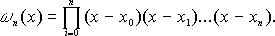 ωₙ(x) = ∏ᵢ₌₀ⁿ (x − x₀)(x − x₁)...(x − xₙ).